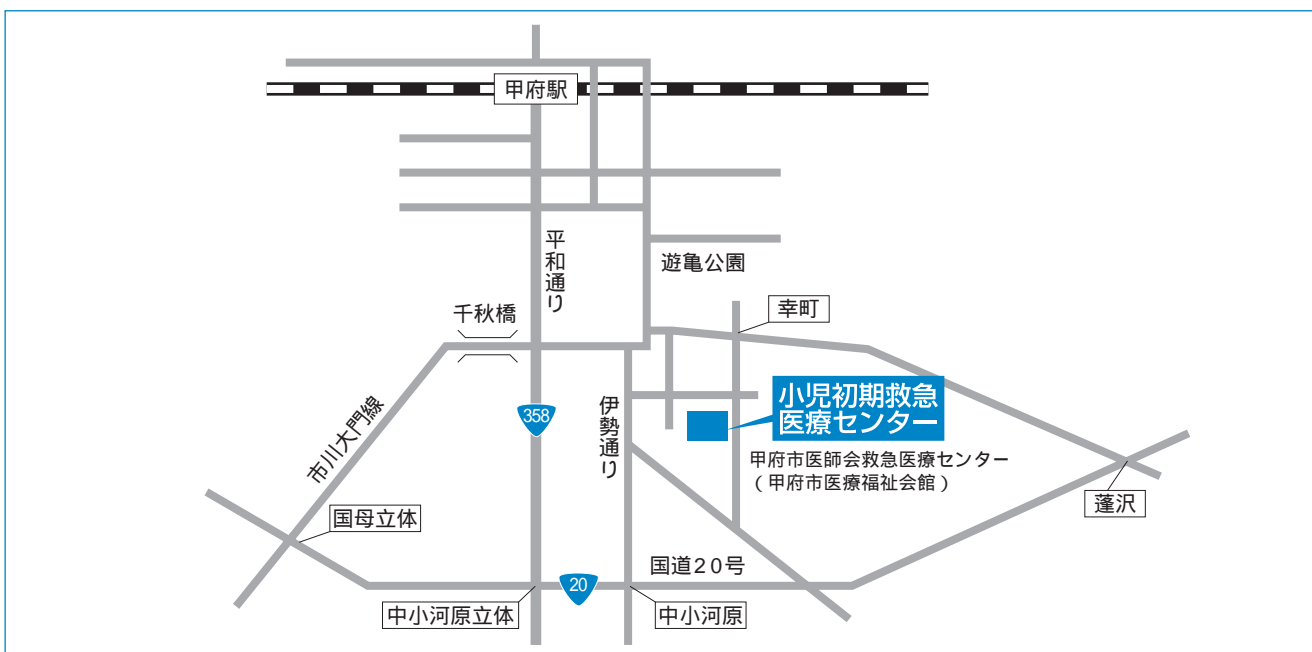 甲府駅
平和通り
遊亀公園
千秋橋
幸町
358
伊勢通り
小児初期救急
医療センター
市川大門線
甲府市医師会救急医療センター
(甲府市医療福祉会館)
蓬沢
国母立体
国道20号
20
中小河原立体
中小河原